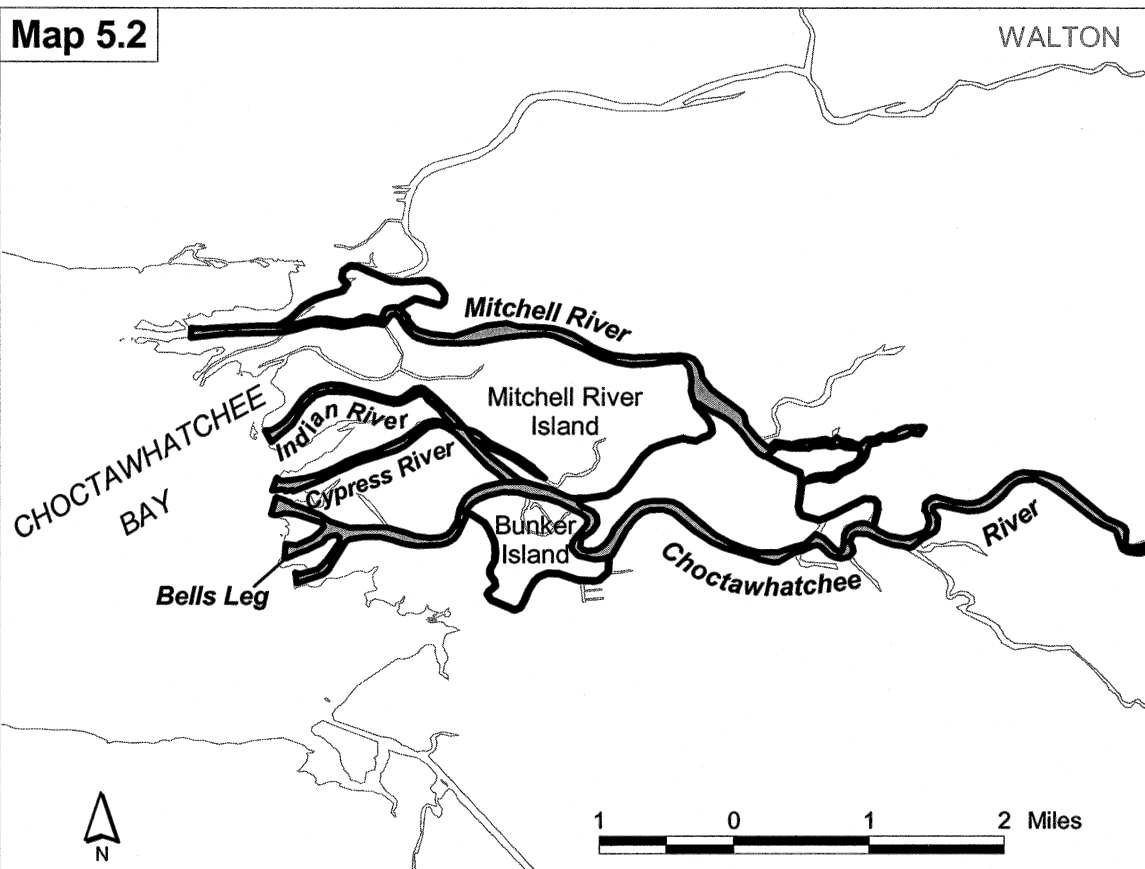 Map 5.2
WALTON
Mitchell River
Mitchell River
Island
CHOCTAWHATCHEE
BAY
Indian River
Cypress River
Bunker
Island
Choctawhatchee
River
Bells Leg
N
1 0 1 2 Miles